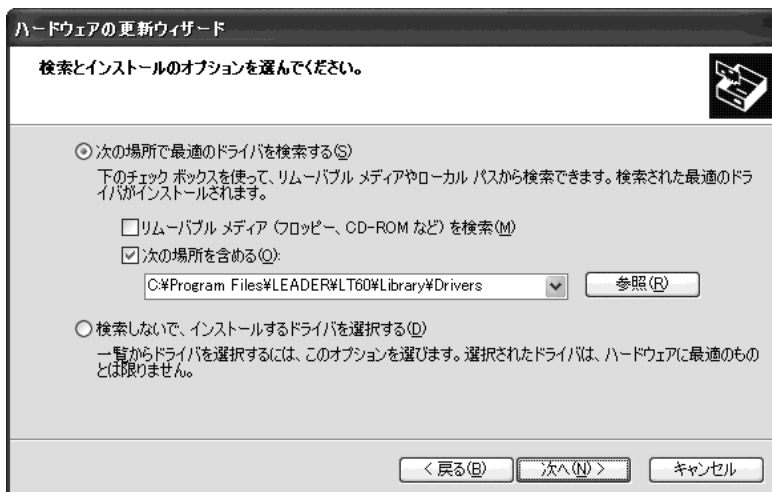 ハードウェアの更新ウィザード
検索とインストールのオプションを選んでください。
次の場所で最適のドライバを検索する(S)
下のチェック ボックスを使って、リムーバブル メディアやローカル パスから検索できます。検索された最適のドラ
イバがインストールされます。
リムーバブル メディア (フロッピー、CD-ROM など) を検索(M)
次の場所を含める(O):
C:¥Program Files¥LEADER¥LT60¥Library¥Drivers
参照(R)
検索しないで、インストールするドライバを選択する(D)
一覧からドライバを選択するには、このオプションを選びます。選択されたドライバは、ハードウェアに最適のもの
とは限りません。
< 戻る(B) 次へ(N) > キャンセル